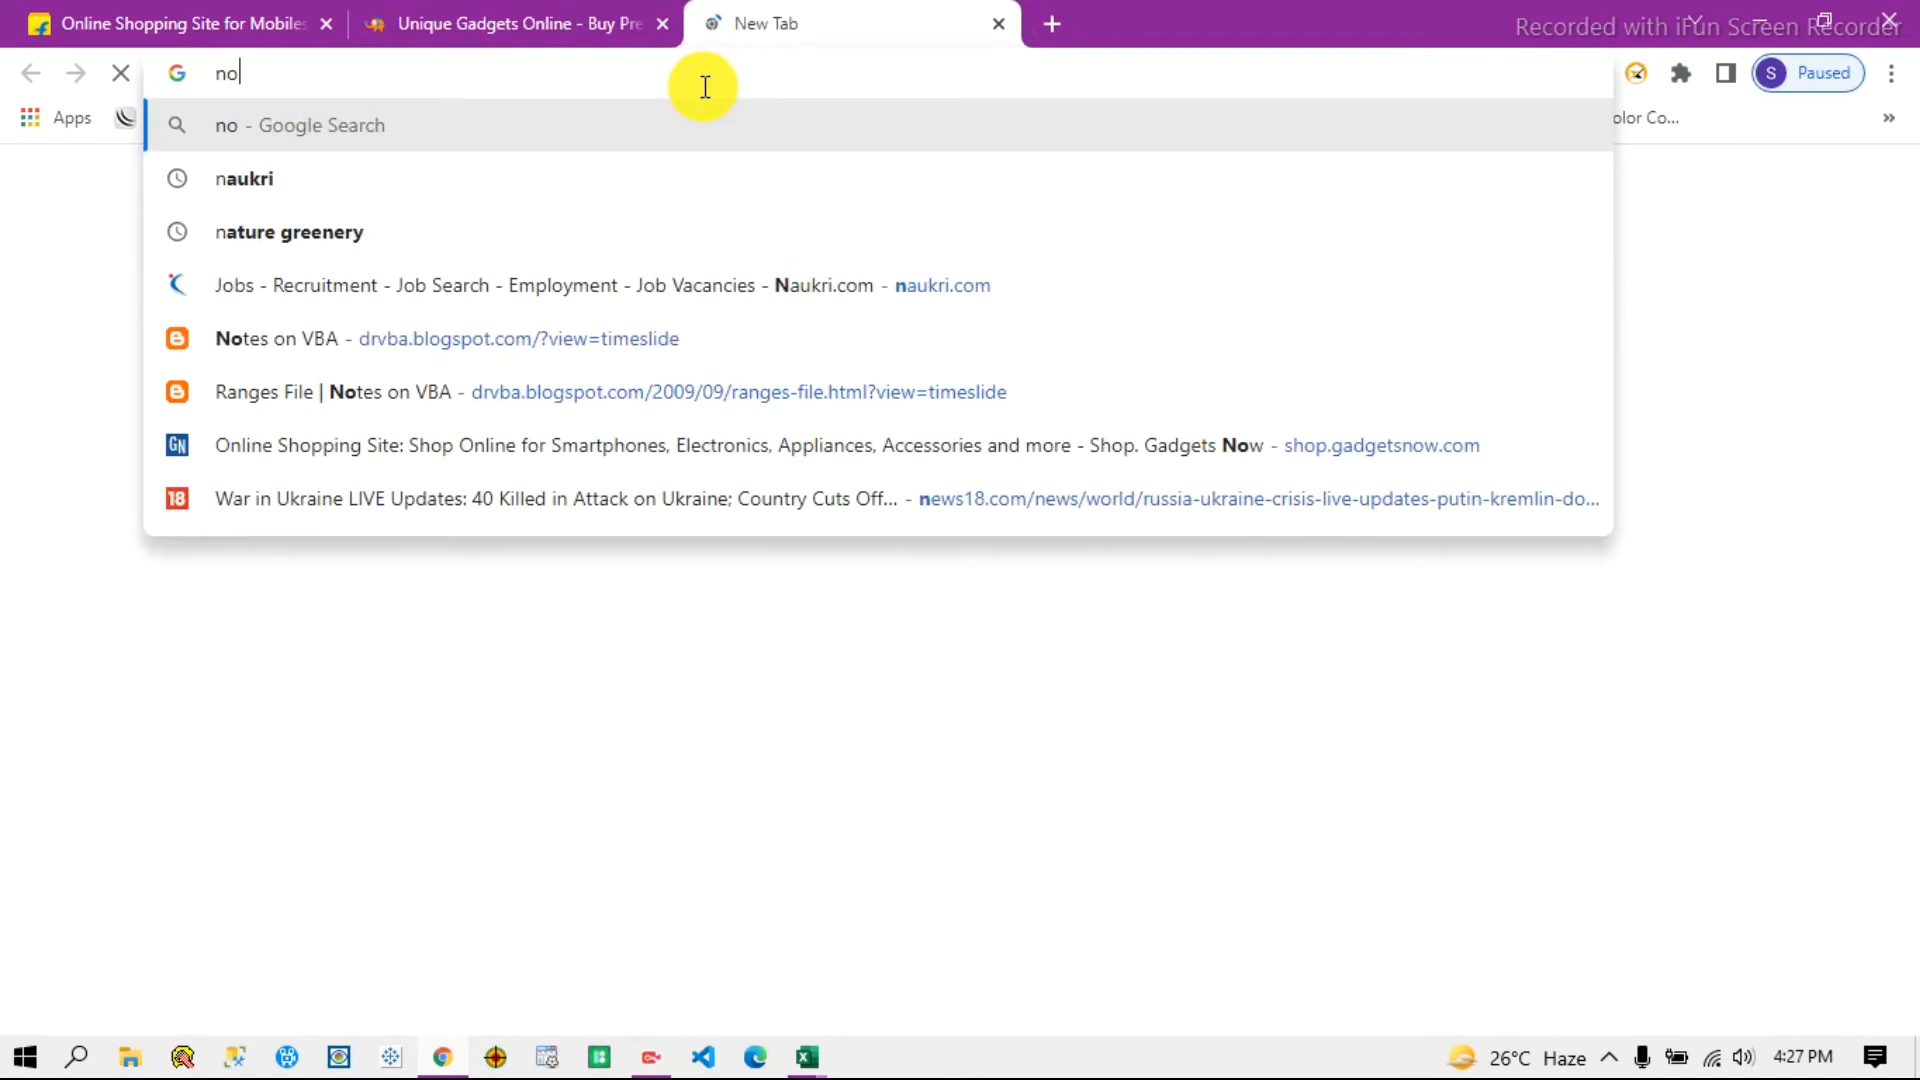 Online Shopping Site for Mobiles
Unique Gadgets Online - Buy Pre
New Tab
Recorded with iFun Screen Recorder
no
S Paused
Apps
olor Co...
»
no - Google Search
naukri
nature greenery
Jobs - Recruitment - Job Search - Employment - Job Vacancies - Naukri.com - naukri.com
Notes on VBA - drvba.blogspot.com/?view=timeslide
Ranges File | Notes on VBA - drvba.blogspot.com/2009/09/ranges-file.html?view=timeslide
GN Online Shopping Site: Shop Online for Smartphones, Electronics, Appliances, Accessories and more - Shop. Gadgets Now - shop.gadgetsnow.com
18 War in Ukraine LIVE Updates: 40 Killed in Attack on Ukraine; Country Cuts Off... - news18.com/news/world/russia-ukraine-crisis-live-updates-putin-kremlin-do...
26°C Haze 4:27 PM